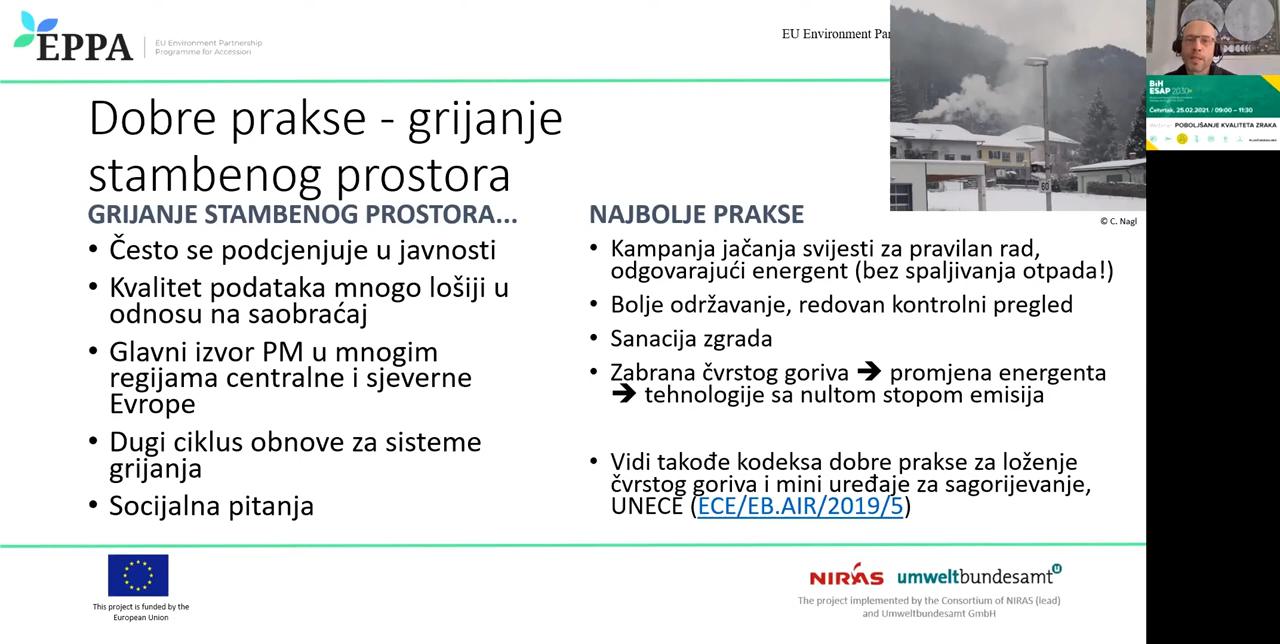 EPPA
EU Environment Partnership
Programme for Accession
EU Environment Par
Dobre prakse - grijanje
stambenog prostora
GRIJANJE STAMBENOG PROSTORA...
• Često se podcjenjuje u javnosti
• Kvalitet podataka mnogo lošiji u
odnosu na saobraćaj
• Glavni izvor PM u mnogim
regijama centralne i sjeverne
Evrope
• Dugi ciklus obnove za sisteme
grijanja
• Socijalna pitanja
NAJBOLJE PRAKSE
• Kampanja jačanja svijesti za pravilan rad,
odgovarajući energent (bez spaljivanja otpada!)
• Bolje održavanje, redovan kontrolni pregled
• Sanacija zgrada
• Zabrana čvrstog goriva ➔ promjena energenta
➔ tehnologije sa nultom stopom emisija
• Vidi takođe kodeksa dobre prakse za loženje
čvrstog goriva i mini uređaje za sagorijevanje,
UNECE (ECE/EB.AIR/2019/5)
60
© C. Nagl
BiH
ESAP 2030+
Četvrtak, 25.02.2021. / 09:00 – 11:30
Webinar POBOLJŠANJE KVALITETA ZRAKA
This project is funded by the
European Union
NIRAS umweltbundesamt
The project implemented by the Consortium of NIRAS (lead)
and Umweltbundesamt GmbH